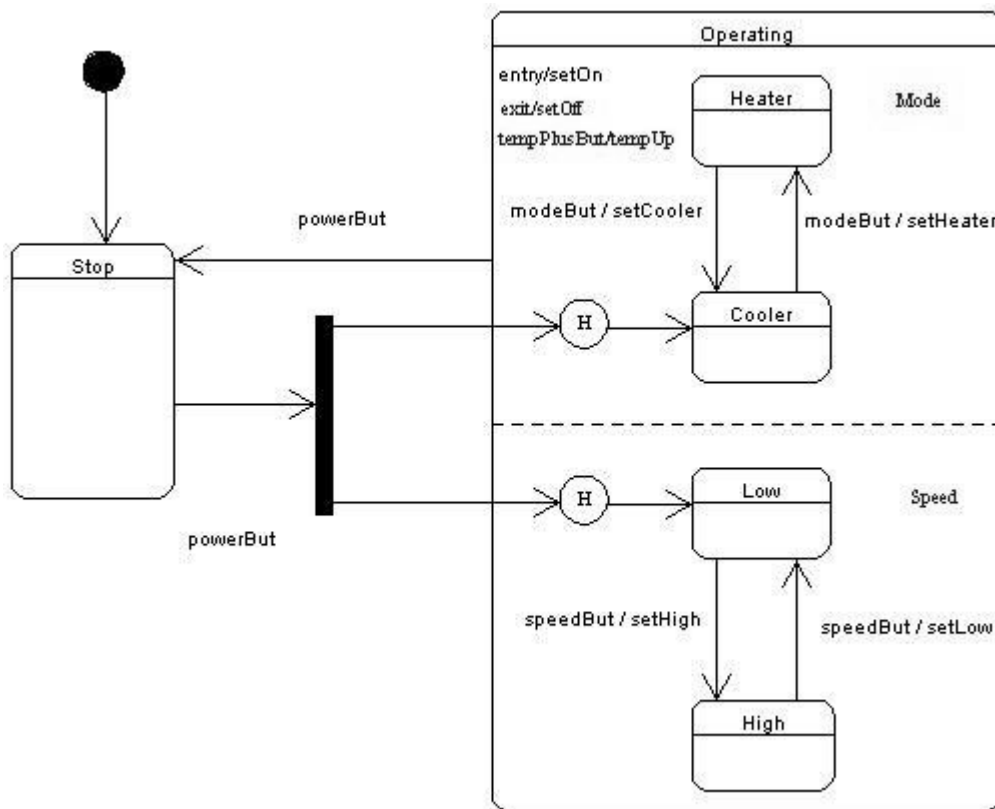 Operating
entry/setOn
exit/setOff
tempPlusBut/tempUp
Heater
Mode
modeBut / setCooler
modeBut / setHeater
powerBut
Stop
H
Cooler
H
Low
Speed
powerBut
speedBut / setHigh
speedBut / setLow
High